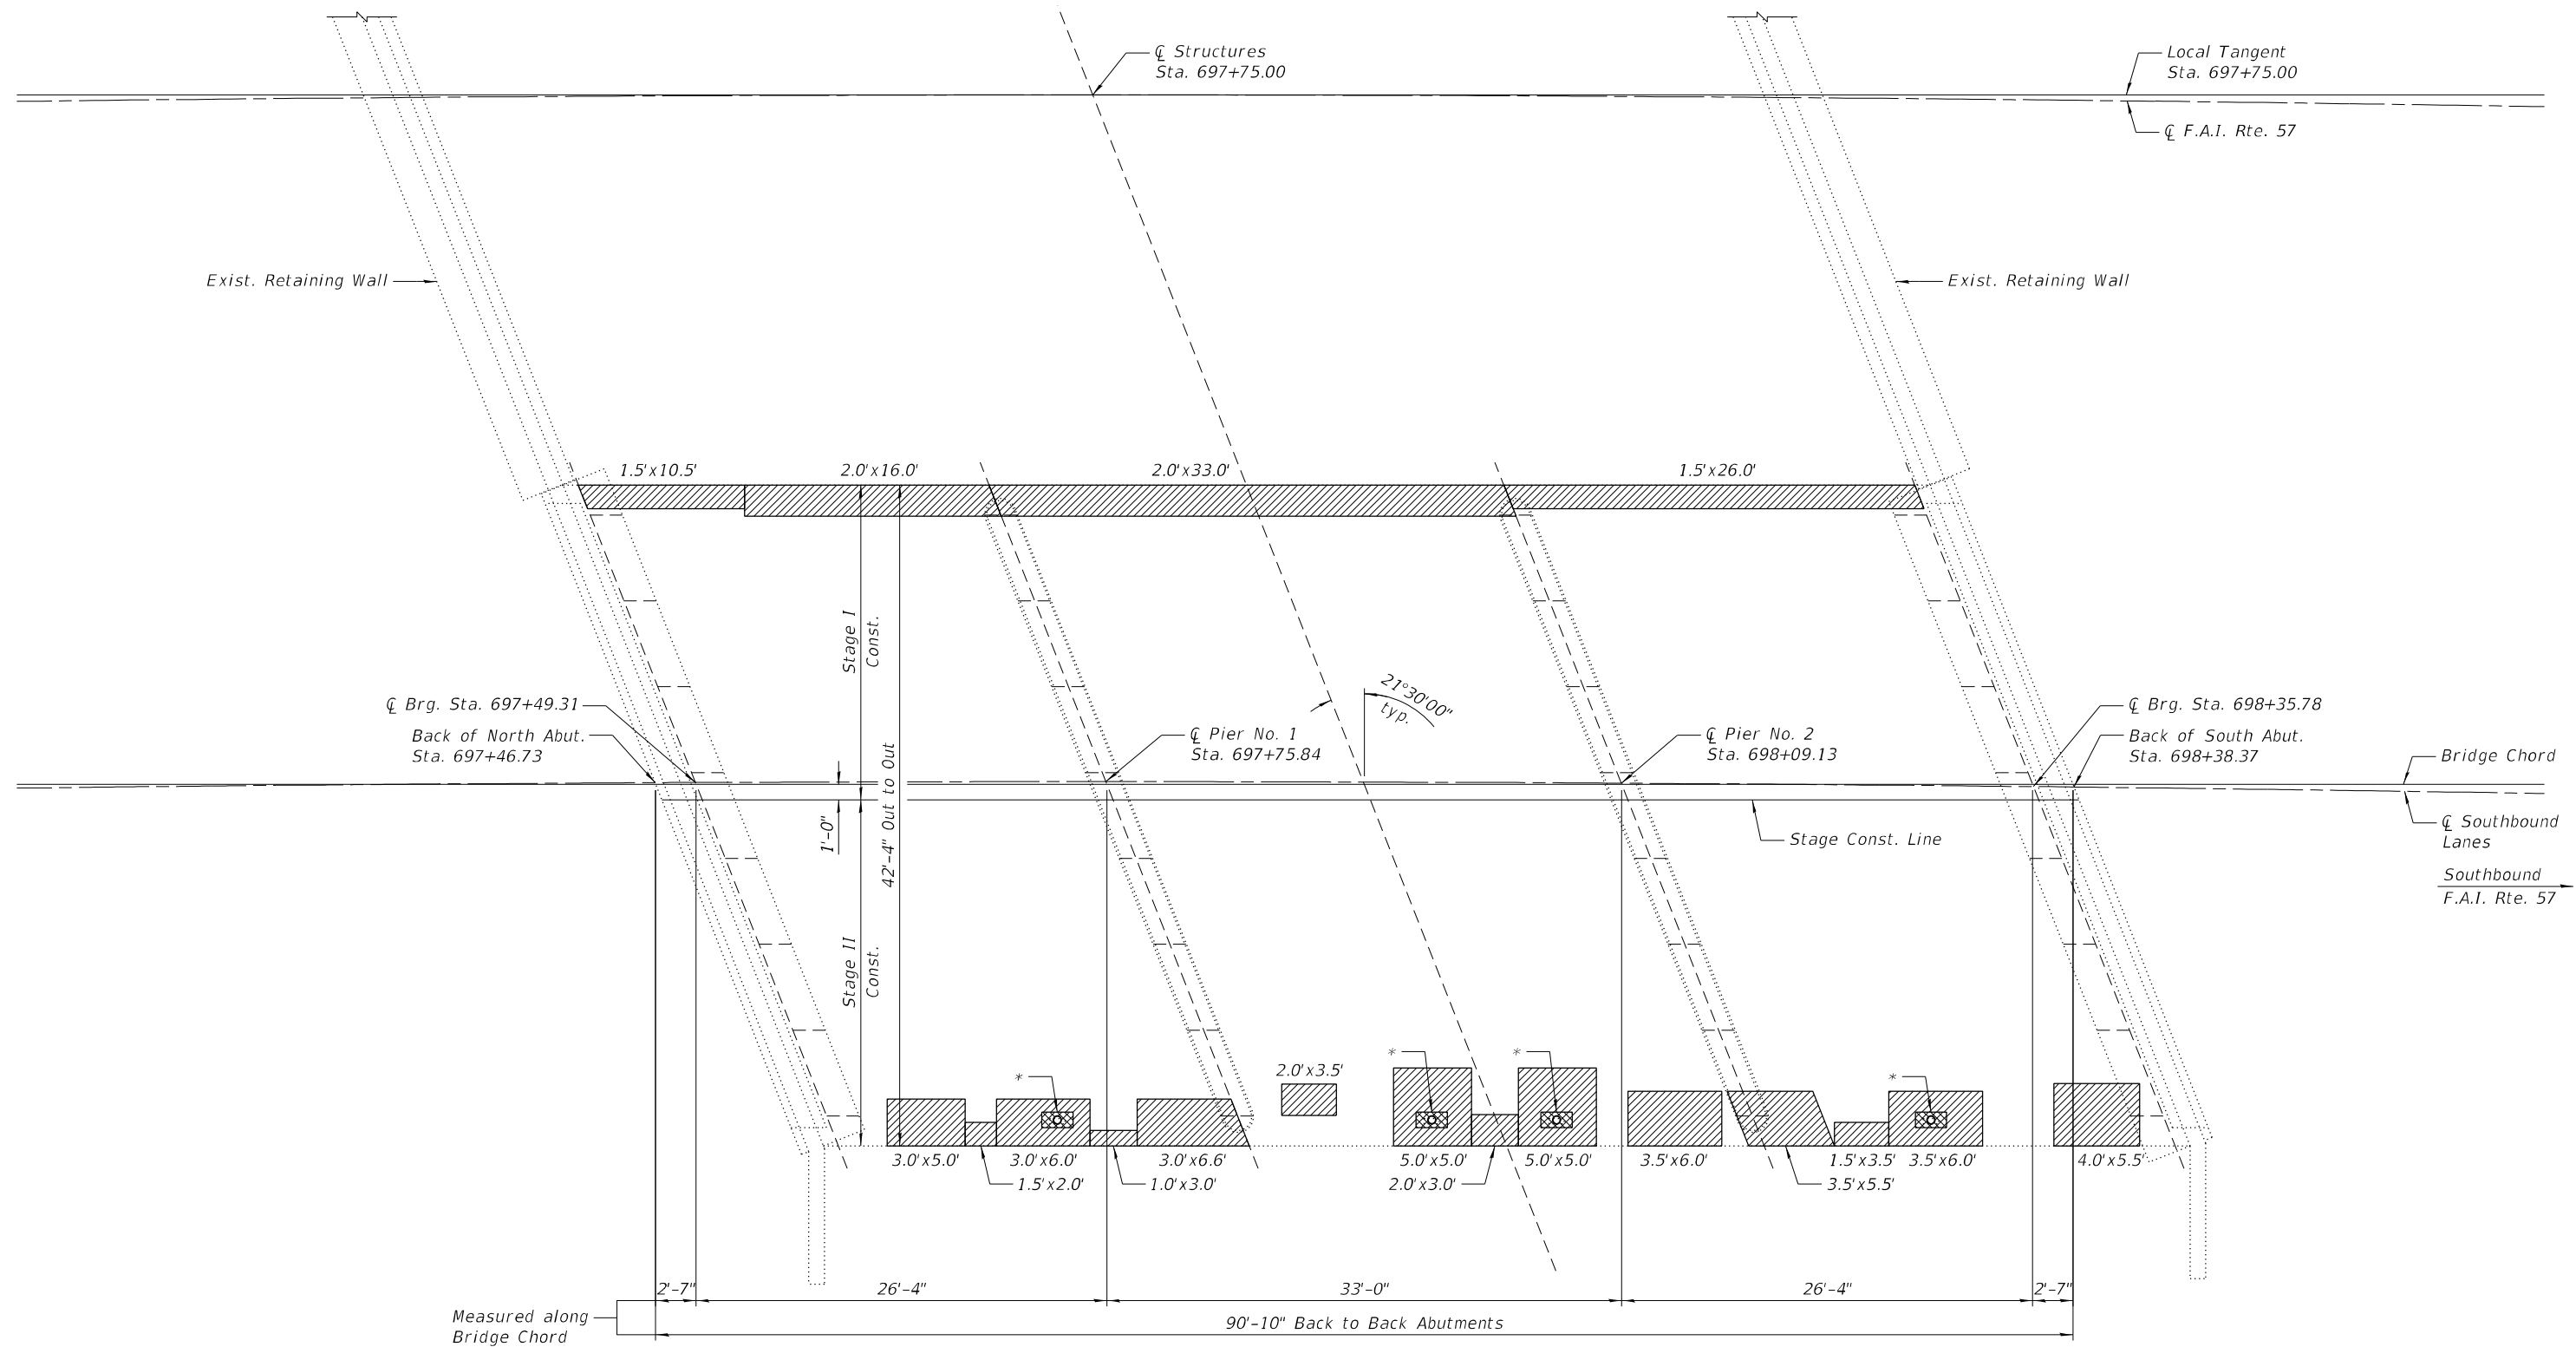 ℄ Structures
Sta. 697+75.00
Local Tangent
Sta. 697+75.00
℄ F.A.I. Rte. 57
Exist. Retaining Wall
Exist. Retaining Wall
1.5'x10.5'
2.0'x16.0'
2.0'x33.0'
1.5'x26.0'
Stage I
Const.
21°30'00"
typ.
℄ Brg. Sta. 697+49.31
Back of North Abut.
Sta. 697+46.73
℄ Pier No. 1
Sta. 697+75.84
℄ Pier No. 2
Sta. 698+09.13
℄ Brg. Sta. 698+35.78
Back of South Abut.
Sta. 698+38.37
Bridge Chord
1'-0"
42'-4" Out to Out
Stage Const. Line
℄ Southbound
Lanes
Southbound
F.A.I. Rte. 57
Stage II
Const.
*
2.0'x3.5'
*
*
*
3.0'x5.0'
3.0'x6.0'
3.0'x6.6'
5.0'x5.0'
5.0'x5.0'
3.5'x6.0'
1.5'x3.5'
3.5'x6.0'
4.0'x5.5'
1.5'x2.0'
1.0'x3.0'
2.0'x3.0'
3.5'x5.5'
2'-7"
26'-4"
33'-0"
26'-4"
2'-7"
Measured along
Bridge Chord
90'-10" Back to Back Abutments